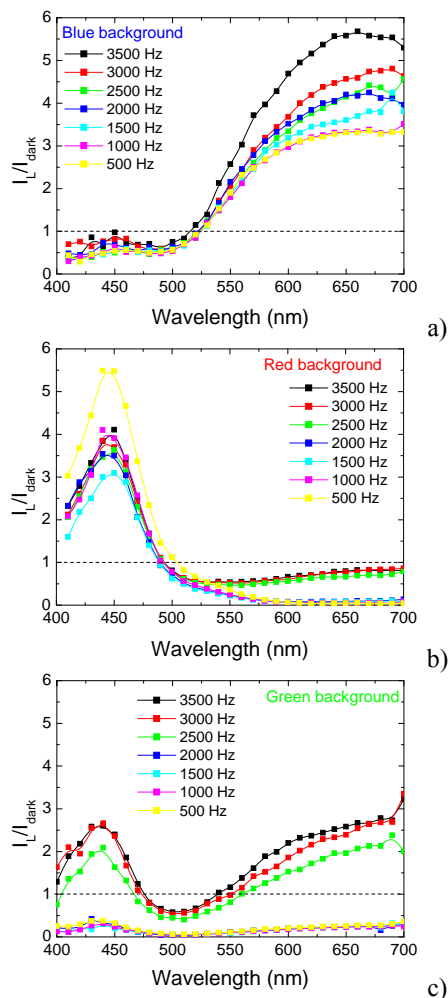 Blue background
3500 Hz
3000 Hz
2500 Hz
2000 Hz
1500 Hz
1000 Hz
500 Hz
I_L/I_dark
6
5
4
3
2
1
0
400 450 500 550 600 650 700
Wavelength (nm)
a)
Red background
3500 Hz
3000 Hz
2500 Hz
2000 Hz
1500 Hz
1000 Hz
500 Hz
I_L/I_dark
6
5
4
3
2
1
0
400 450 500 550 600 650 700
Wavelength (nm)
b)
Green background
3500 Hz
3000 Hz
2500 Hz
2000 Hz
1500 Hz
1000 Hz
500 Hz
I_L/I_dark
6
5
4
3
2
1
0
400 450 500 550 600 650 700
Wavelength (nm)
c)